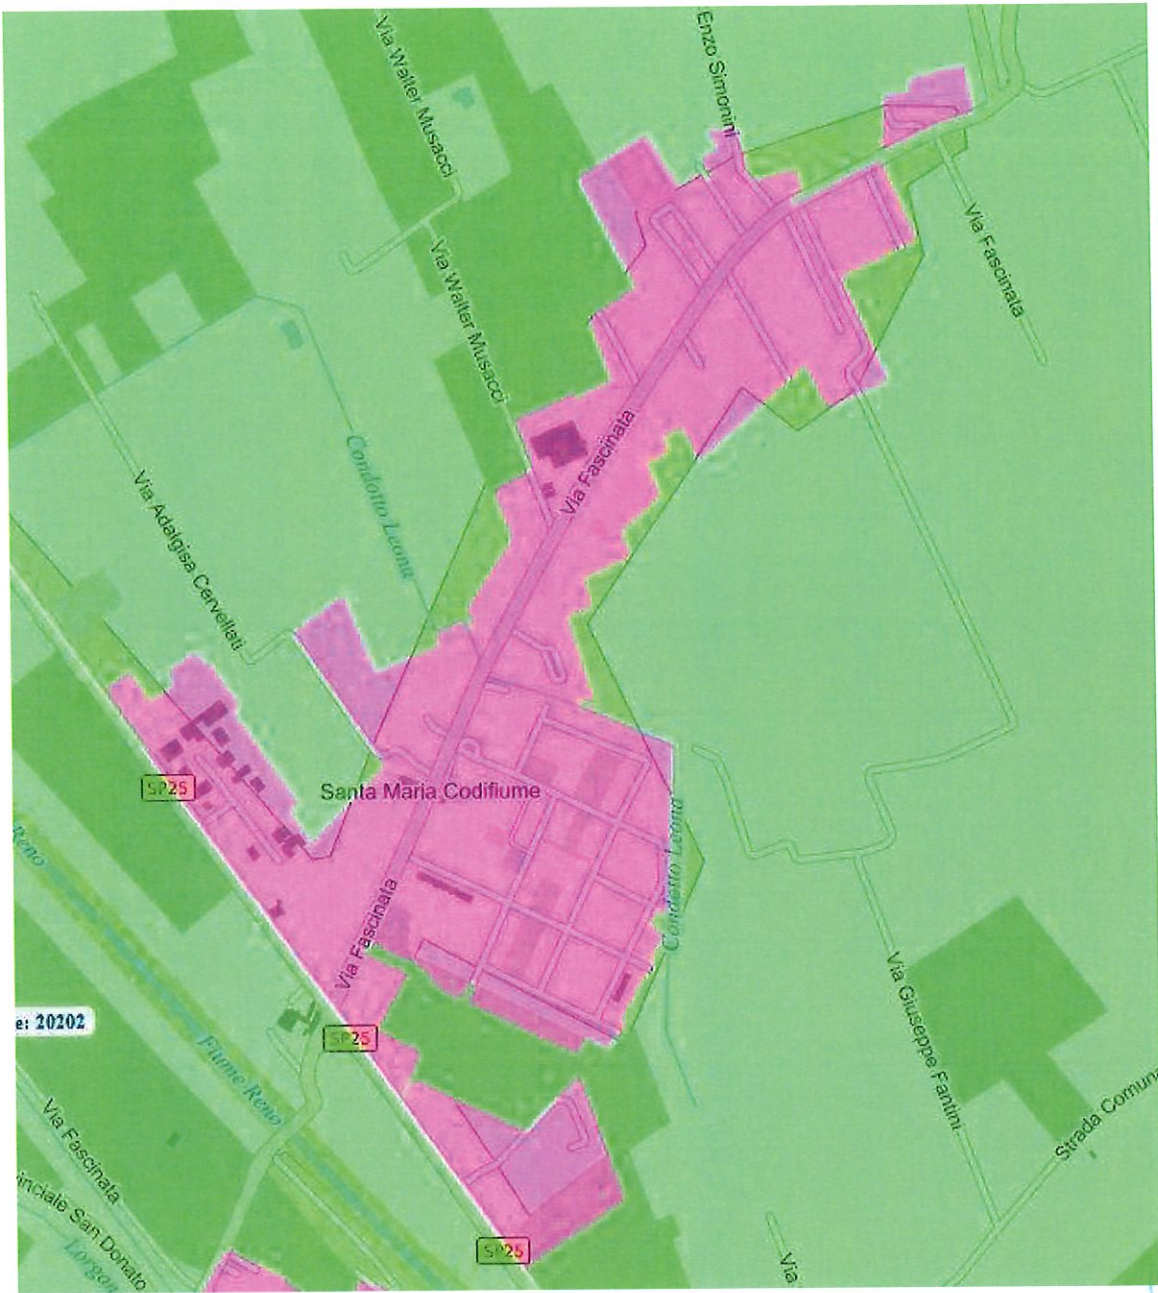 Via Walter Musacci
Enzo Simonini
Via Fascinata
Via Walter Musacci
Via Fascinata
Condotto Leona
Via Adalgisa Cervellati
SP25
Santa Maria Codifiume
Condotto Leona
Reno
Via Fascinata
e: 20202
SP25
Fiume Reno
Via Giuseppe Fantini
Via Fascinata
Strada Comun
inciale San Donato
Lorgan
SP25
Via